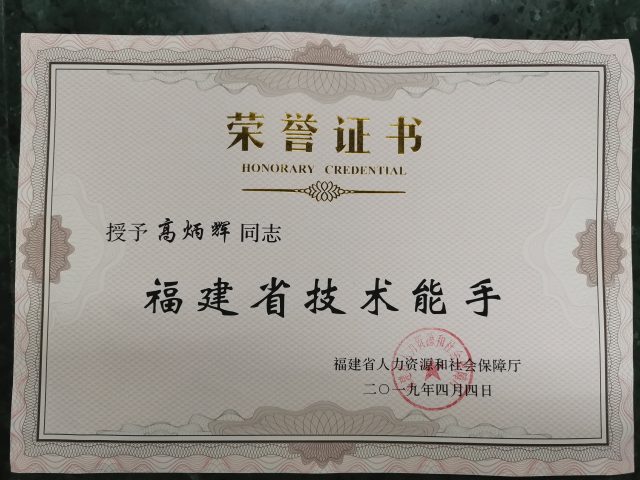 荣誉证书
HONORARY CREDENTIAL
授予 高炳辉 同志
福建省技术能手
福建省人力资源和社会保障厅
二〇一九年四月四日